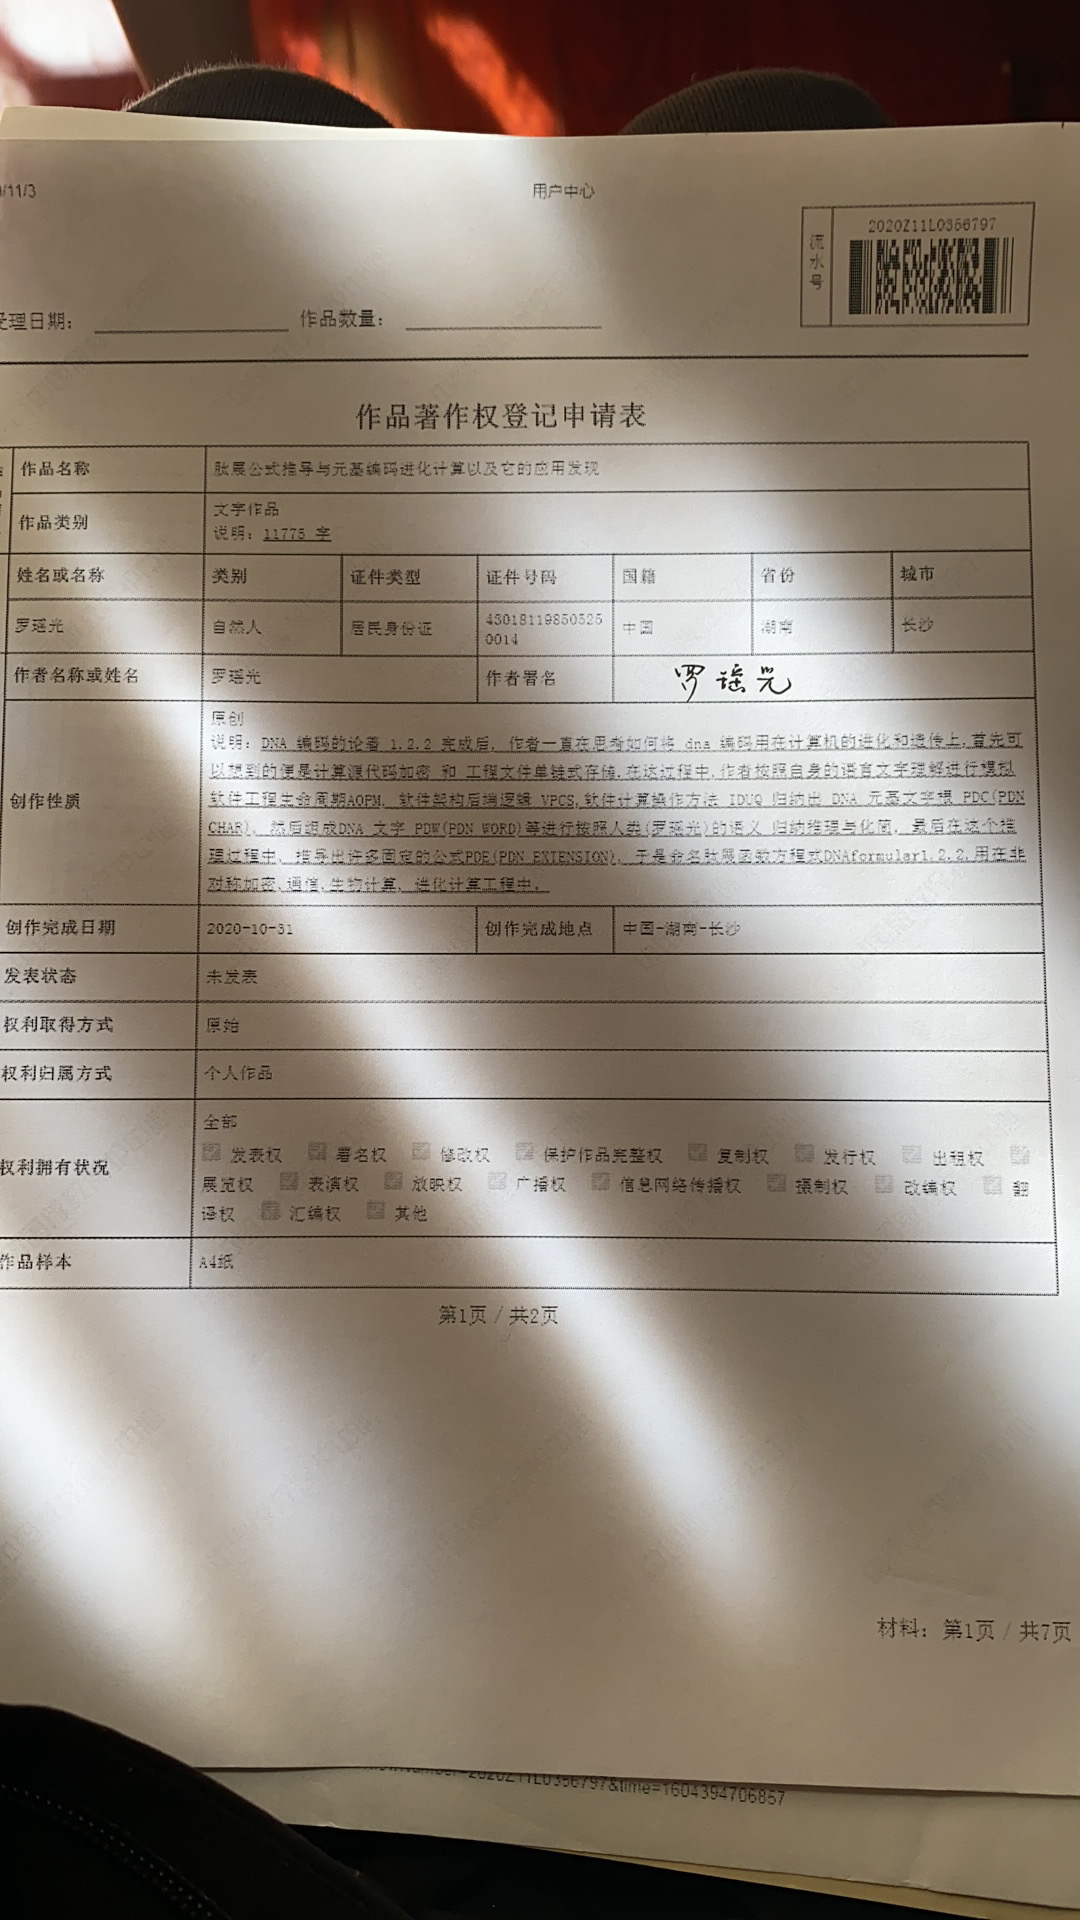 /11/3
用户中心
流水号
2020Z11L0356797
受理日期:
作品数量:
作品著作权登记申请表
作品名称 肽展公式推导与元基编码进化计算以及它的应用发现
作品类别 文字作品
说明: 11775 字
姓名或名称 类别 证件类型 证件号码 国籍 省份 城市
罗瑶光 自然人 居民身份证 43018119850525 中国 湖南 长沙
0014
作者名称或姓名 罗瑶光 作者署名 罗瑶光
创作性质
原创
说明: DNA 编码的论著 1.2.2 完成后, 作者一直在思考如何将 dna 编码用在计算机的进化和遗传上,首先可
以想到的便是计算源代码加密 和 工程文件单链式存储,在这过程中,作者按照自身的语言文字理解进行模拟
软件工程生命周期AOPM, 软件架构后端逻辑 VPCS,软件计算操作方法 IDUQ 归纳出 DNA 元基文字根 PDC(PDN
CHAR), 然后组成DNA 文字 PDW(PDN WORD)等进行按照人类(罗瑶光)的语义 归纳推理与化简, 最后在这个推
理过程中, 推导出许多固定的公式PDE(PDN EXTENSION), 于是命名肽展函数方程式DNAformular1.2.2,用在非
对称加密,通信,生物计算, 进化计算工程中.
创作完成日期 2020-10-31 创作完成地点 中国-湖南-长沙
发表状态 未发表
权利取得方式 原始
权利归属方式 个人作品
权利拥有状况
全部
发表权 署名权 修改权 保护作品完整权 复制权 发行权 出租权
展览权 表演权 放映权 广播权 信息网络传播权 摄制权 改编权 翻
译权 汇编权 其他
作品样本 A4纸
第1页 / 共2页
材料: 第1页 / 共7页
=2020Z11L0356797&time=1604394706857